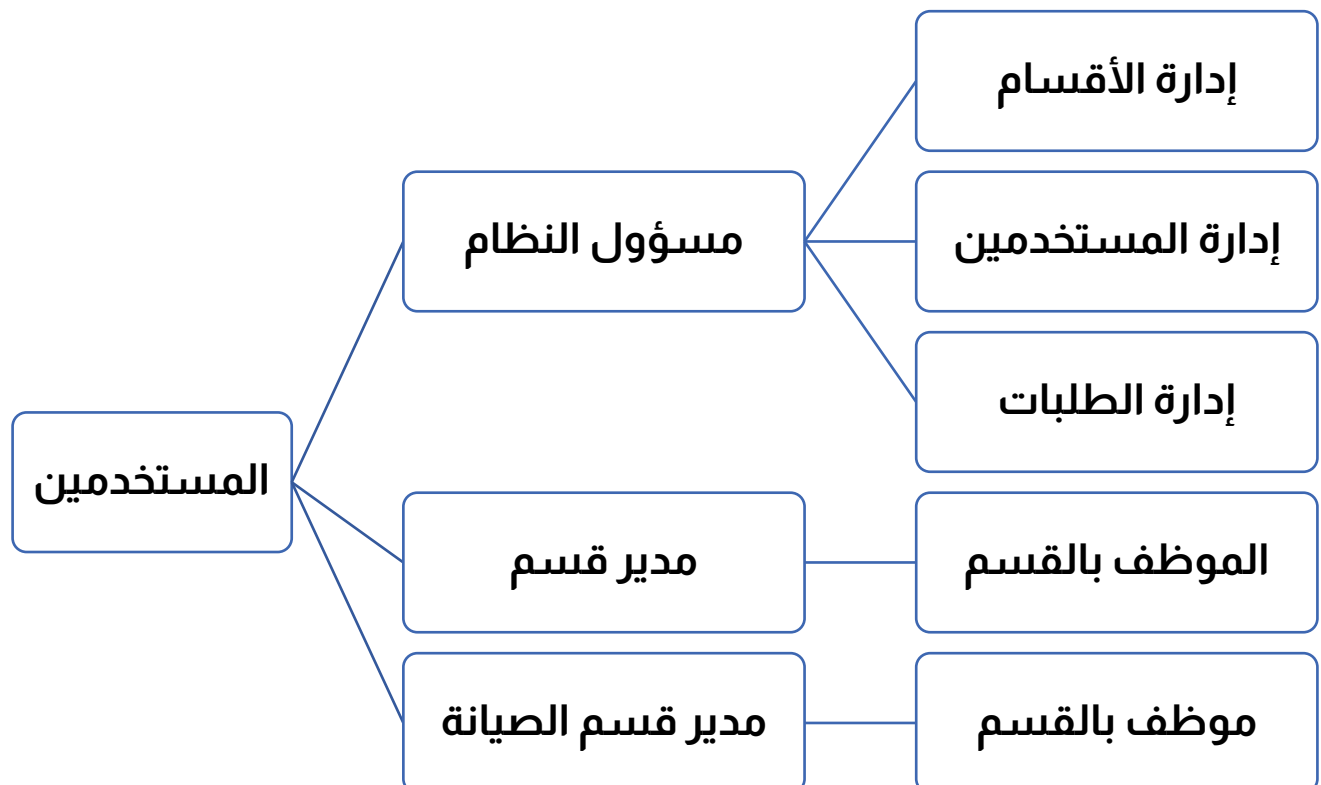 إدارة الأقسام
مسؤول النظام
إدارة المستخدمين
إدارة الطلبات
المستخدمين
مدير قسم
الموظف بالقسم
مدير قسم الصيانة
موظف بالقسم